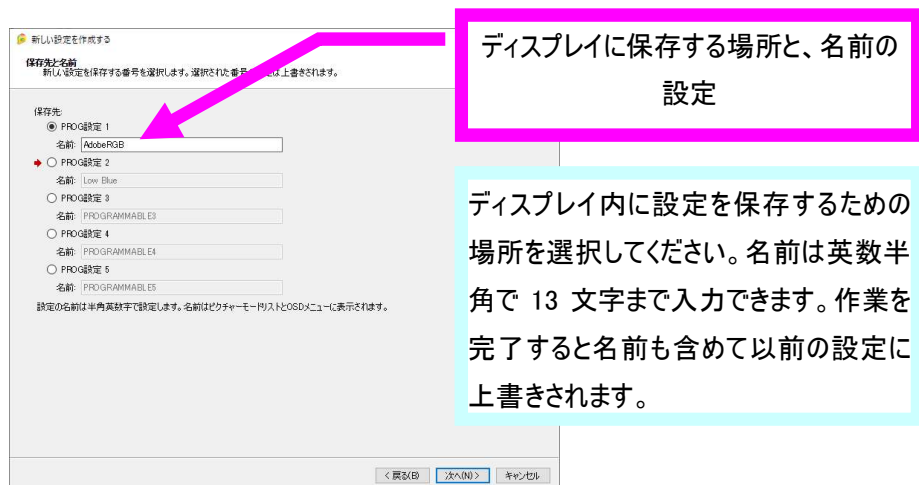 新しい設定を作成する
保存先と名前
新しい設定を保存する番号を選択します。選択された番号
は上書きされます。
保存先:
PROG設定 1
名前: AdobeRGB
PROG設定 2
名前: Low Blue
PROG設定 3
名前: PROGRAMMABLE3
PROG設定 4
名前: PROGRAMMABLE4
PROG設定 5
名前: PROGRAMMABLE5
設定の名前は半角英数字で設定します。名前はピクチャーモードリストとOSDメニューに表示されます。
< 戻る(B)
次へ(N) >
キャンセル
ディスプレイに保存する場所と、名前の
設定
ディスプレイ内に設定を保存するための
場所を選択してください。名前は英数半
角で 13 文字まで入力できます。作業を
完了すると名前も含めて以前の設定に
上書きされます。